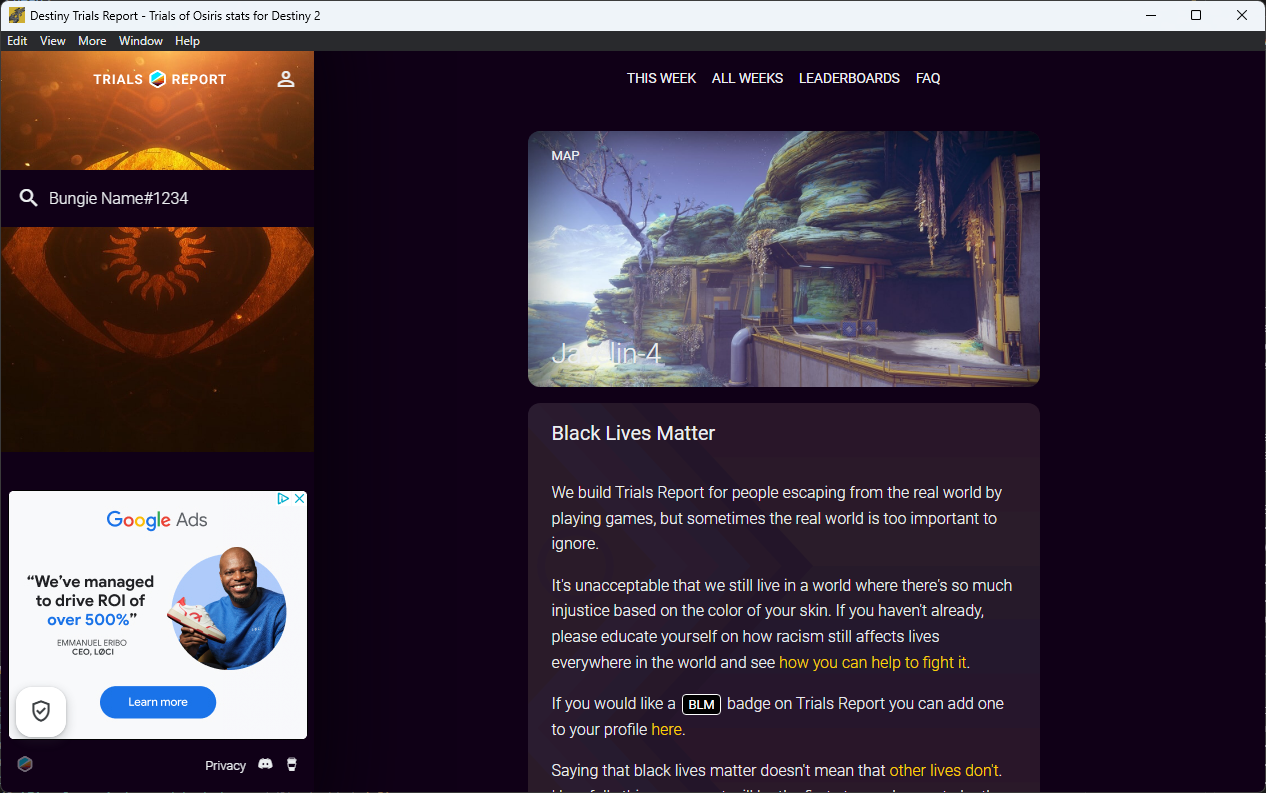 Destiny Trials Report - Trials of Osiris stats for Destiny 2
Edit View More Window Help
TRIALS REPORT
THIS WEEK ALL WEEKS LEADERBOARDS FAQ
Bungie Name#1234
MAP
Javelin-4
Black Lives Matter
We build Trials Report for people escaping from the real world by
playing games, but sometimes the real world is too important to
ignore.
It's unacceptable that we still live in a world where there's so much
injustice based on the color of your skin. If you haven't already,
please educate yourself on how racism still affects lives
everywhere in the world and see how you can help to fight it.
If you would like a BLM badge on Trials Report you can add one
to your profile here.
Saying that black lives matter doesn't mean that other lives don't.
Google Ads
“We’ve managed
to drive ROI of
over 500%”
EMMANUEL ERIBO
CEO, LØCI
Learn more
Privacy